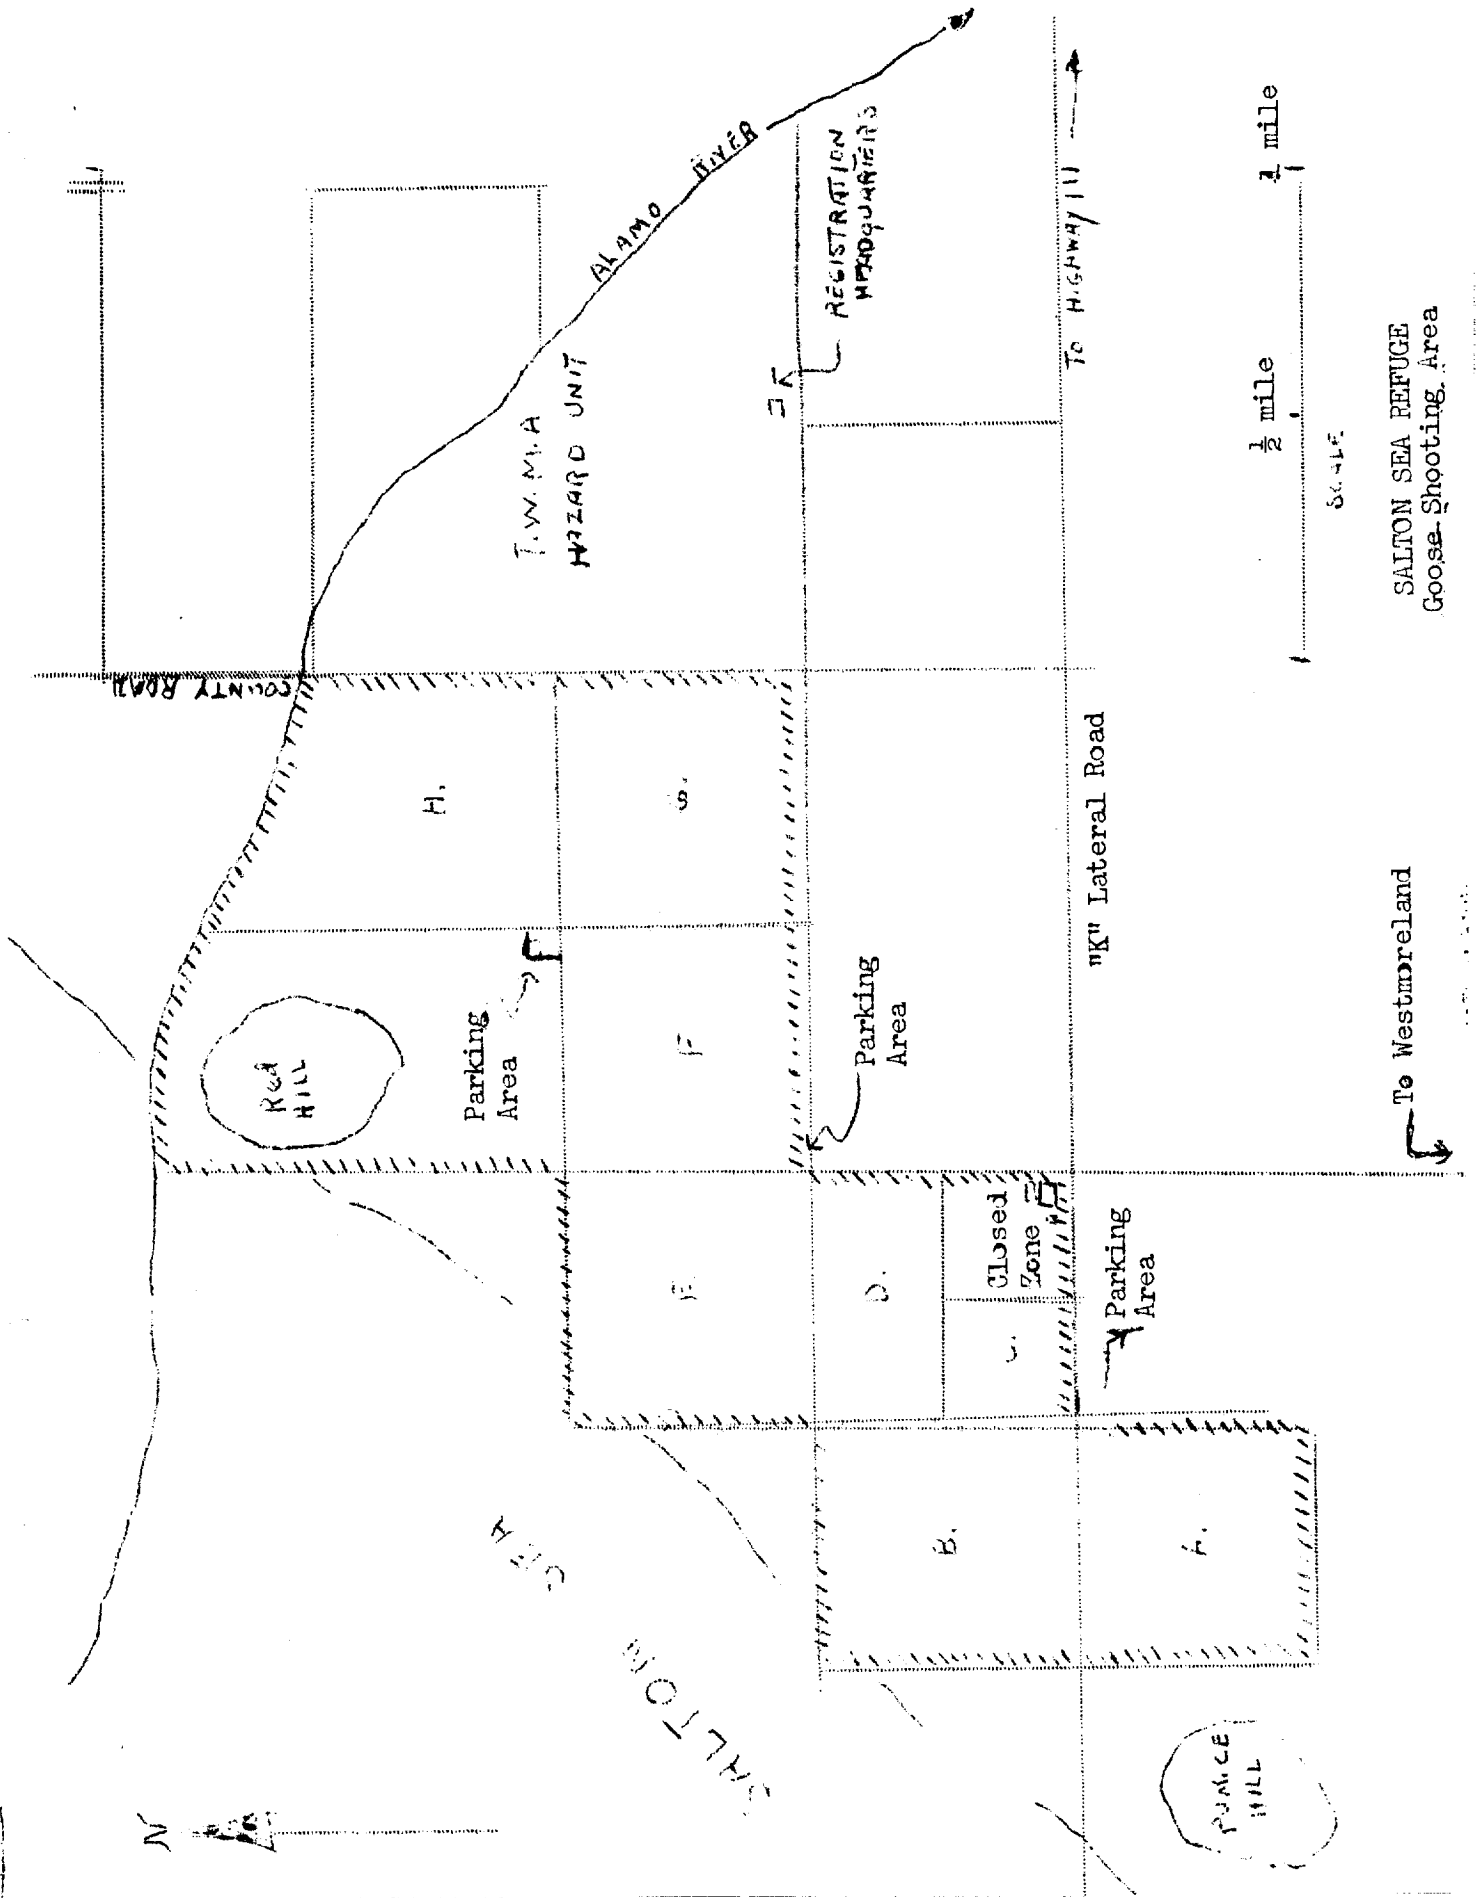 N
SALTON SEA
PUMICE
HILL
Red
HILL
COUNTY ROAD
ALAMO RIVER
T.W.M.A
HAZARD UNIT
REGISTRATION
HEADQUARTERS
H.
Parking
Area
F
E.
D.
C.
Closed
Zone
B.
A.
Parking
Area
Parking
Area
"K" Lateral Road
To HIGHWAY 111
To Westmoreland
1/2 mile
1 mile
SCALE
SALTON SEA REFUGE
Goose Shooting Area